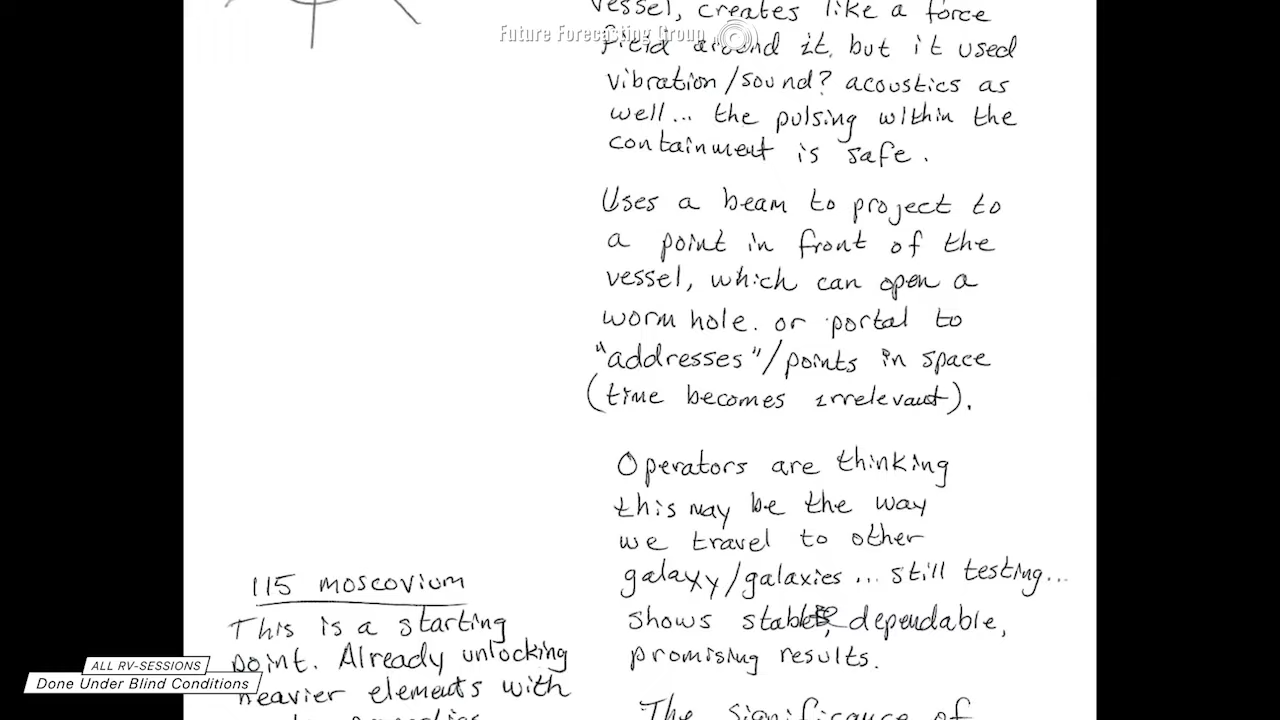 vessel, creates like a force
Future Forecasting Group
field around it, but it used
vibration/sound? acoustics as
well... the pulsing within the
containment is safe.
Uses a beam to project to
a point in front of the
vessel, which can open a
worm hole. or portal to
"addresses"/points in space
(time becomes irrelevant).
Operators are thinking
this may be the way
we travel to other
galaxy/galaxies... still testing...
shows stable, dependable,
promising results.
The significance of
115 moscovium
This is a starting
point. Already unlocking
heavier elements with
ALL RV-SESSIONS
Done Under Blind Conditions